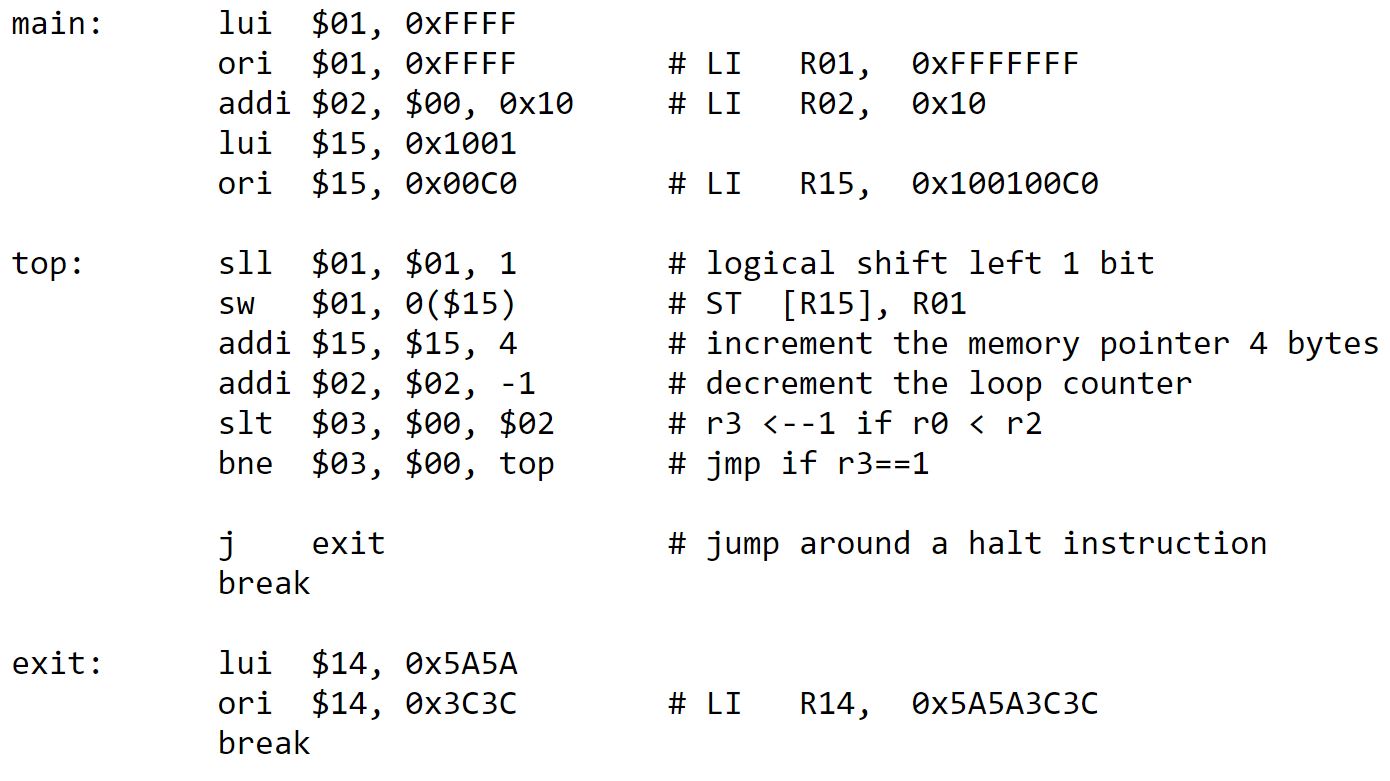 main: lui $01, 0xFFFF
ori $01, 0xFFFF # LI R01, 0xFFFFFFF
addi $02, $00, 0x10 # LI R02, 0x10
lui $15, 0x1001
ori $15, 0x00C0 # LI R15, 0x100100C0
top: sll $01, $01, 1 # logical shift left 1 bit
sw $01, 0($15) # ST [R15], R01
addi $15, $15, 4 # increment the memory pointer 4 bytes
addi $02, $02, -1 # decrement the loop counter
slt $03, $00, $02 # r3 <--1 if r0 < r2
bne $03, $00, top # jmp if r3==1
j exit # jump around a halt instruction
break
exit: lui $14, 0x5A5A
ori $14, 0x3C3C # LI R14, 0x5A5A3C3C
break